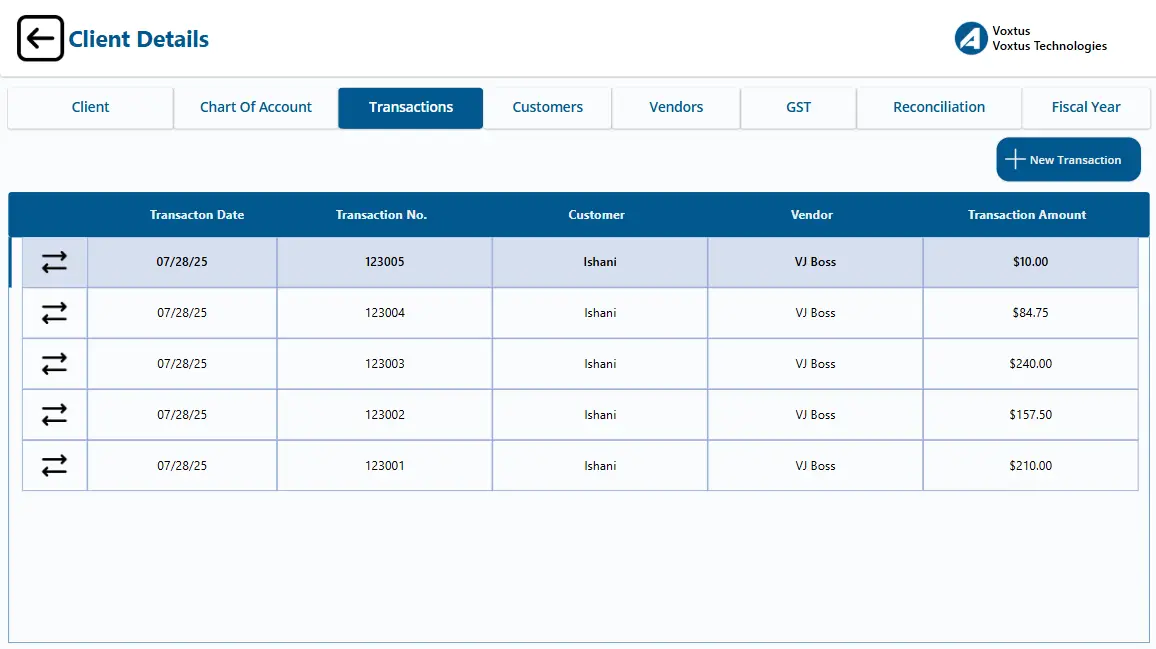 Client Details
Voxtus
Voxtus Technologies
Client Chart Of Account Transactions Customers Vendors GST Reconciliation Fiscal Year
New Transaction
Transacton Date Transaction No. Customer Vendor Transaction Amount
07/28/25 123005 Ishani VJ Boss $10.00
07/28/25 123004 Ishani VJ Boss $84.75
07/28/25 123003 Ishani VJ Boss $240.00
07/28/25 123002 Ishani VJ Boss $157.50
07/28/25 123001 Ishani VJ Boss $210.00